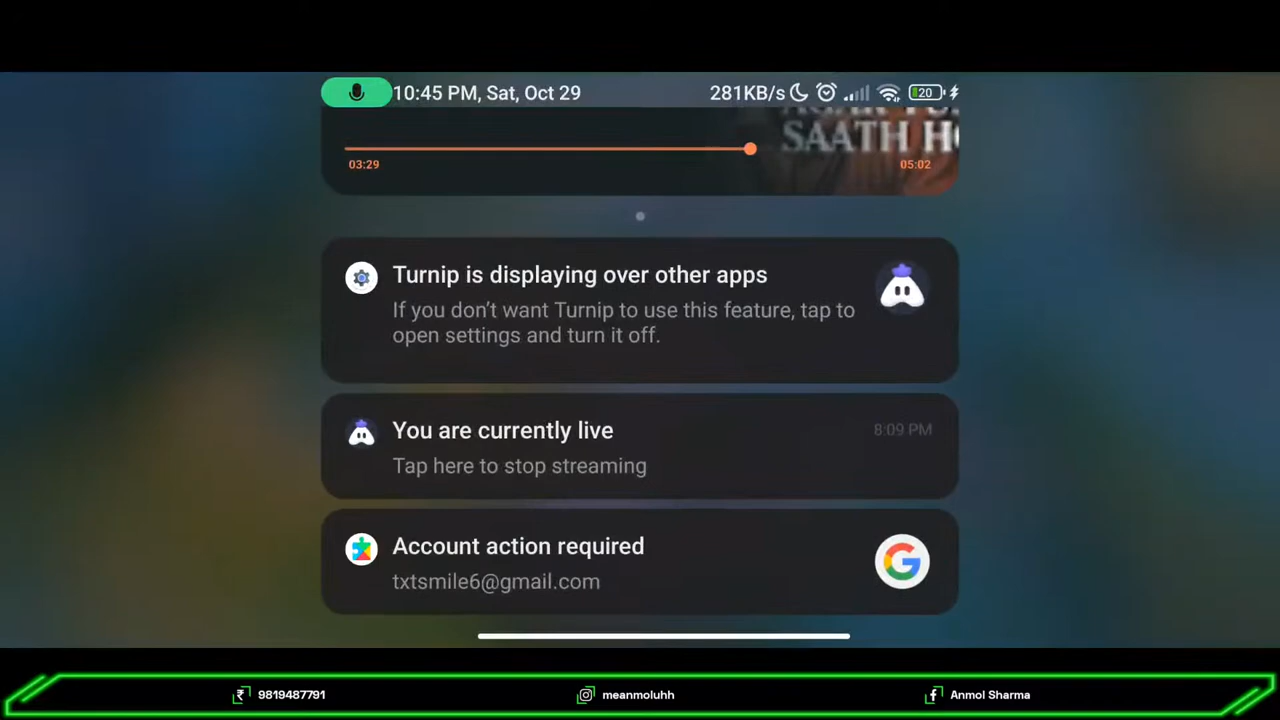 10:45 PM, Sat, Oct 29 281KB/s 20
SAATH
03:29 05:02
Turnip is displaying over other apps
If you don't want Turnip to use this feature, tap to
open settings and turn it off.
You are currently live 8:09 PM
Tap here to stop streaming
Account action required
txtsmile6@gmail.com
₹ 9819487791 meanmoluhh Anmol Sharma